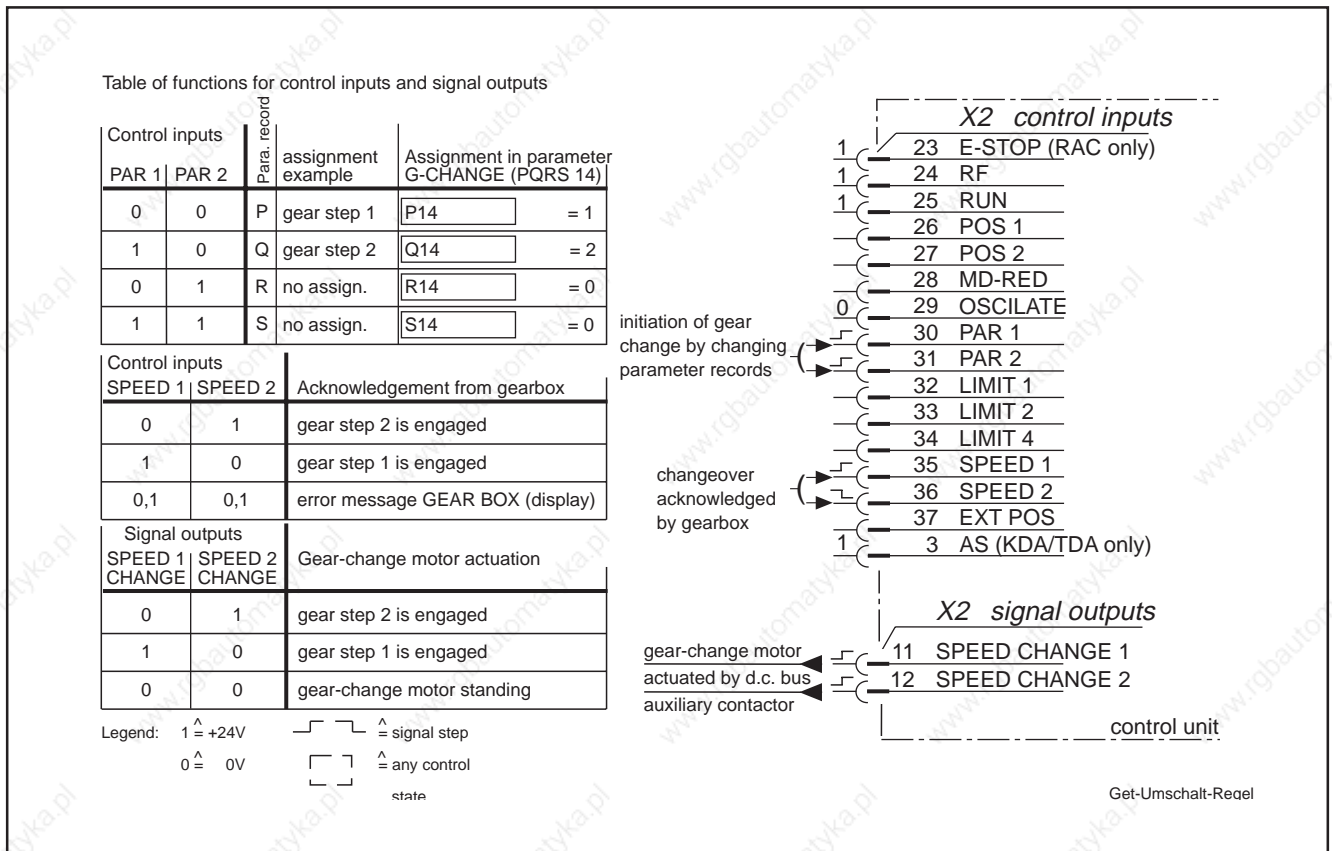 Table of functions for control inputs and signal outputs
Control inputs
PAR 1 PAR 2 Para. record assignment example Assignment in parameter G-CHANGE (PQRS 14)
0 0 P gear step 1 P14 = 1
1 0 Q gear step 2 Q14 = 2
0 1 R no assign. R14 = 0
1 1 S no assign. S14 = 0
Control inputs
SPEED 1 SPEED 2 Acknowledgement from gearbox
0 1 gear step 2 is engaged
1 0 gear step 1 is engaged
0,1 0,1 error message GEAR BOX (display)
Signal outputs
SPEED 1 CHANGE SPEED 2 CHANGE Gear-change motor actuation
0 1 gear step 2 is engaged
1 0 gear step 1 is engaged
0 0 gear-change motor standing
Legend: 1 ≙ +24V ≙ signal step
0 ≙ 0V ≙ any control
state
X2 control inputs
1 23 E-STOP (RAC only)
1 24 RF
1 25 RUN
26 POS 1
27 POS 2
28 MD-RED
0 29 OSCILATE
30 PAR 1
31 PAR 2
32 LIMIT 1
33 LIMIT 2
34 LIMIT 4
35 SPEED 1
36 SPEED 2
37 EXT POS
1 3 AS (KDA/TDA only)
initiation of gear
change by changing
parameter records
changeover
acknowledged
by gearbox
X2 signal outputs
11 SPEED CHANGE 1
12 SPEED CHANGE 2
gear-change motor
actuated by d.c. bus
auxiliary contactor
control unit
Get-Umschalt-Regel
www.rgbautomatyka.pl